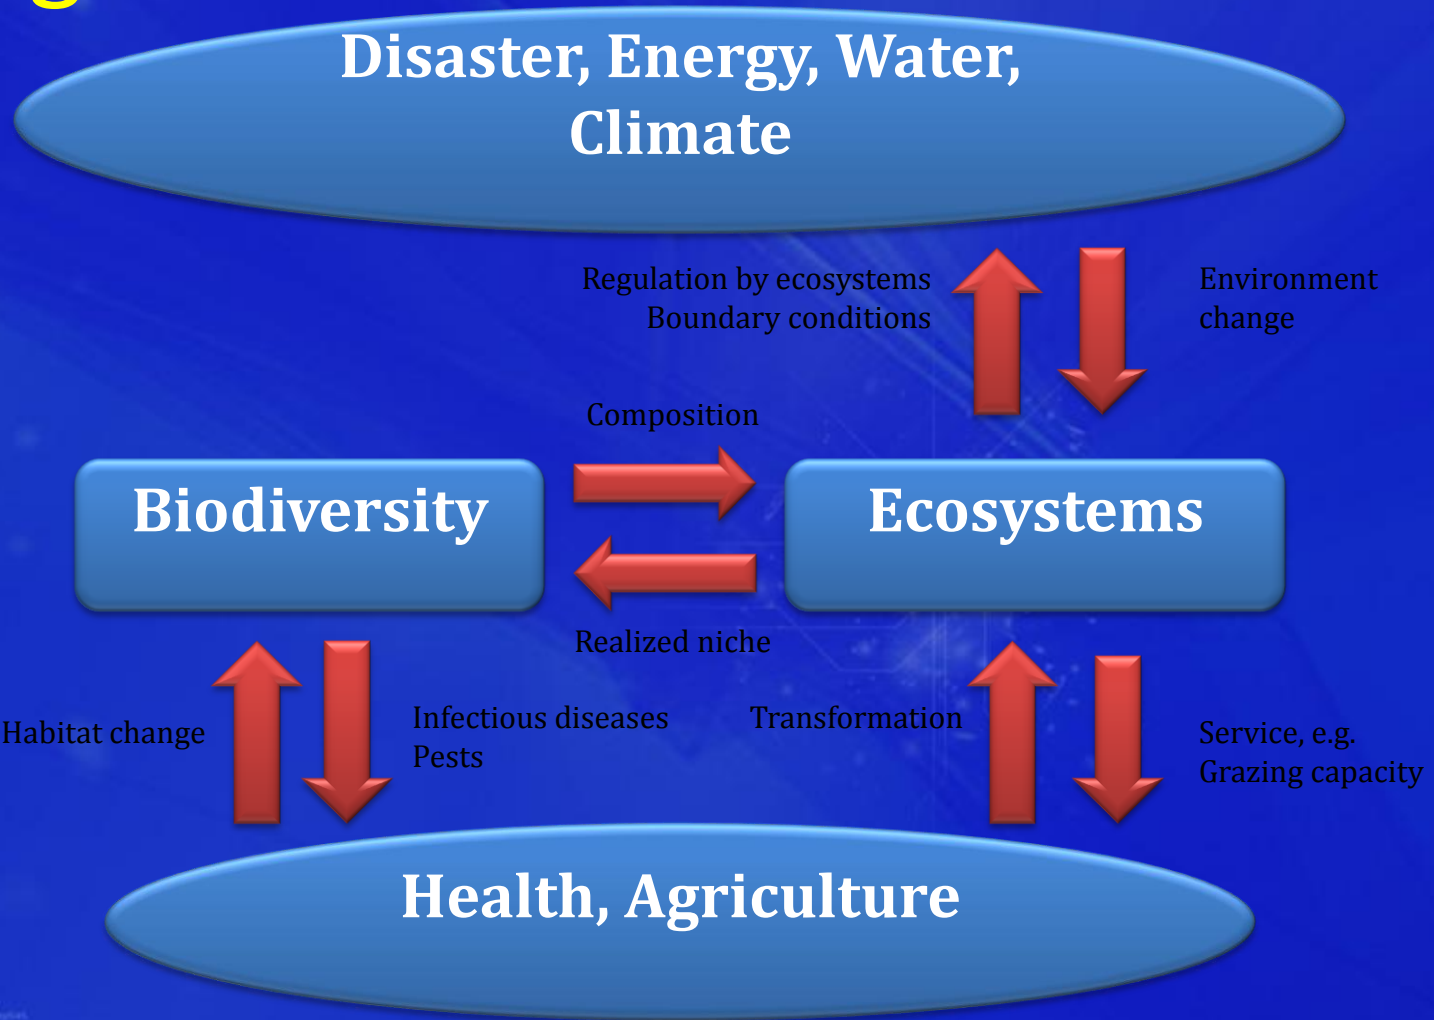 Disaster, Energy, Water,
Climate
Regulation by ecosystems
Boundary conditions
Environment
change
Composition
Biodiversity
Ecosystems
Realized niche
Habitat change
Infectious diseases
Pests
Transformation
Service, e.g.
Grazing capacity
Health, Agriculture